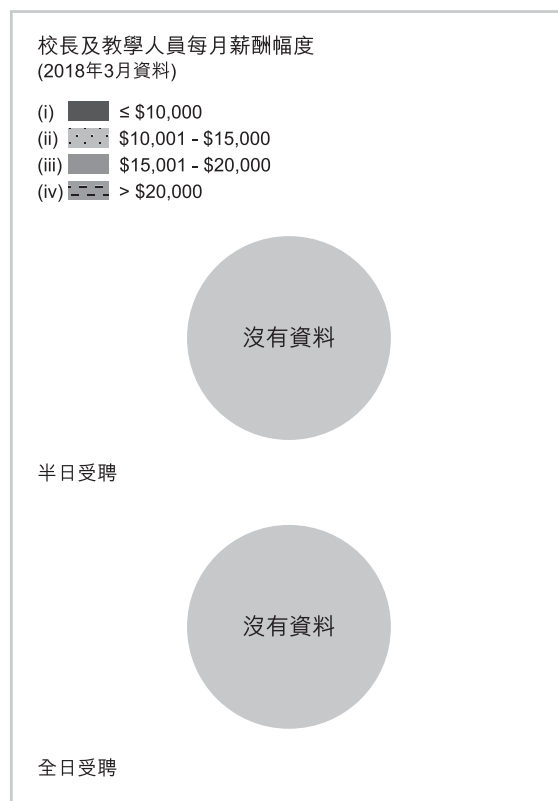 校長及教學人員每月薪酬幅度
(2018年3月資料)
(i) ≤ $10,000
(ii) $10,001 - $15,000
(iii) $15,001 - $20,000
(iv) > $20,000
沒有資料
半日受聘
沒有資料
全日受聘